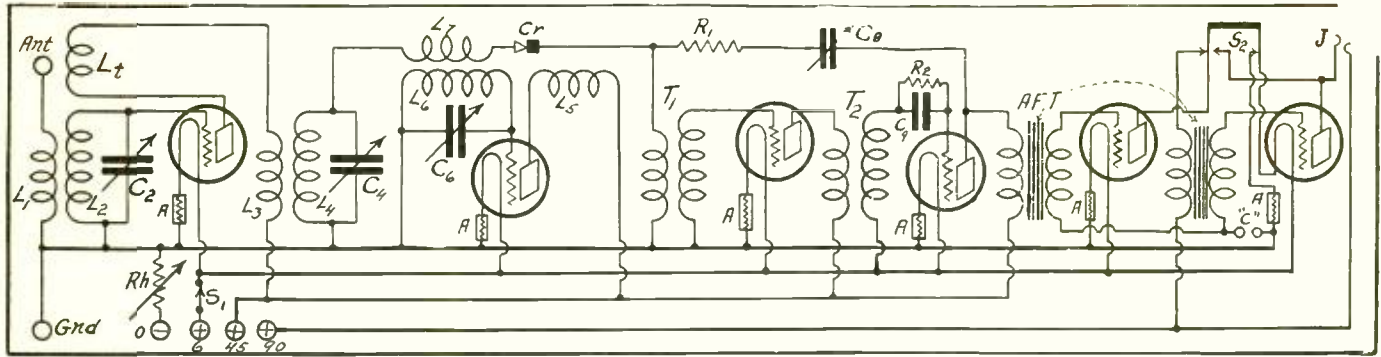 Ant
Lt
L1
L2
C2
A
L3
L4
C4
L7
L6
C6
Cr
L5
A
R1
"C8
T1
A
T2
R2
C9
A
A.F.T
A
S2
J
"C"
A
Rh
S1
Gnd
0 − + + +
6 45 90